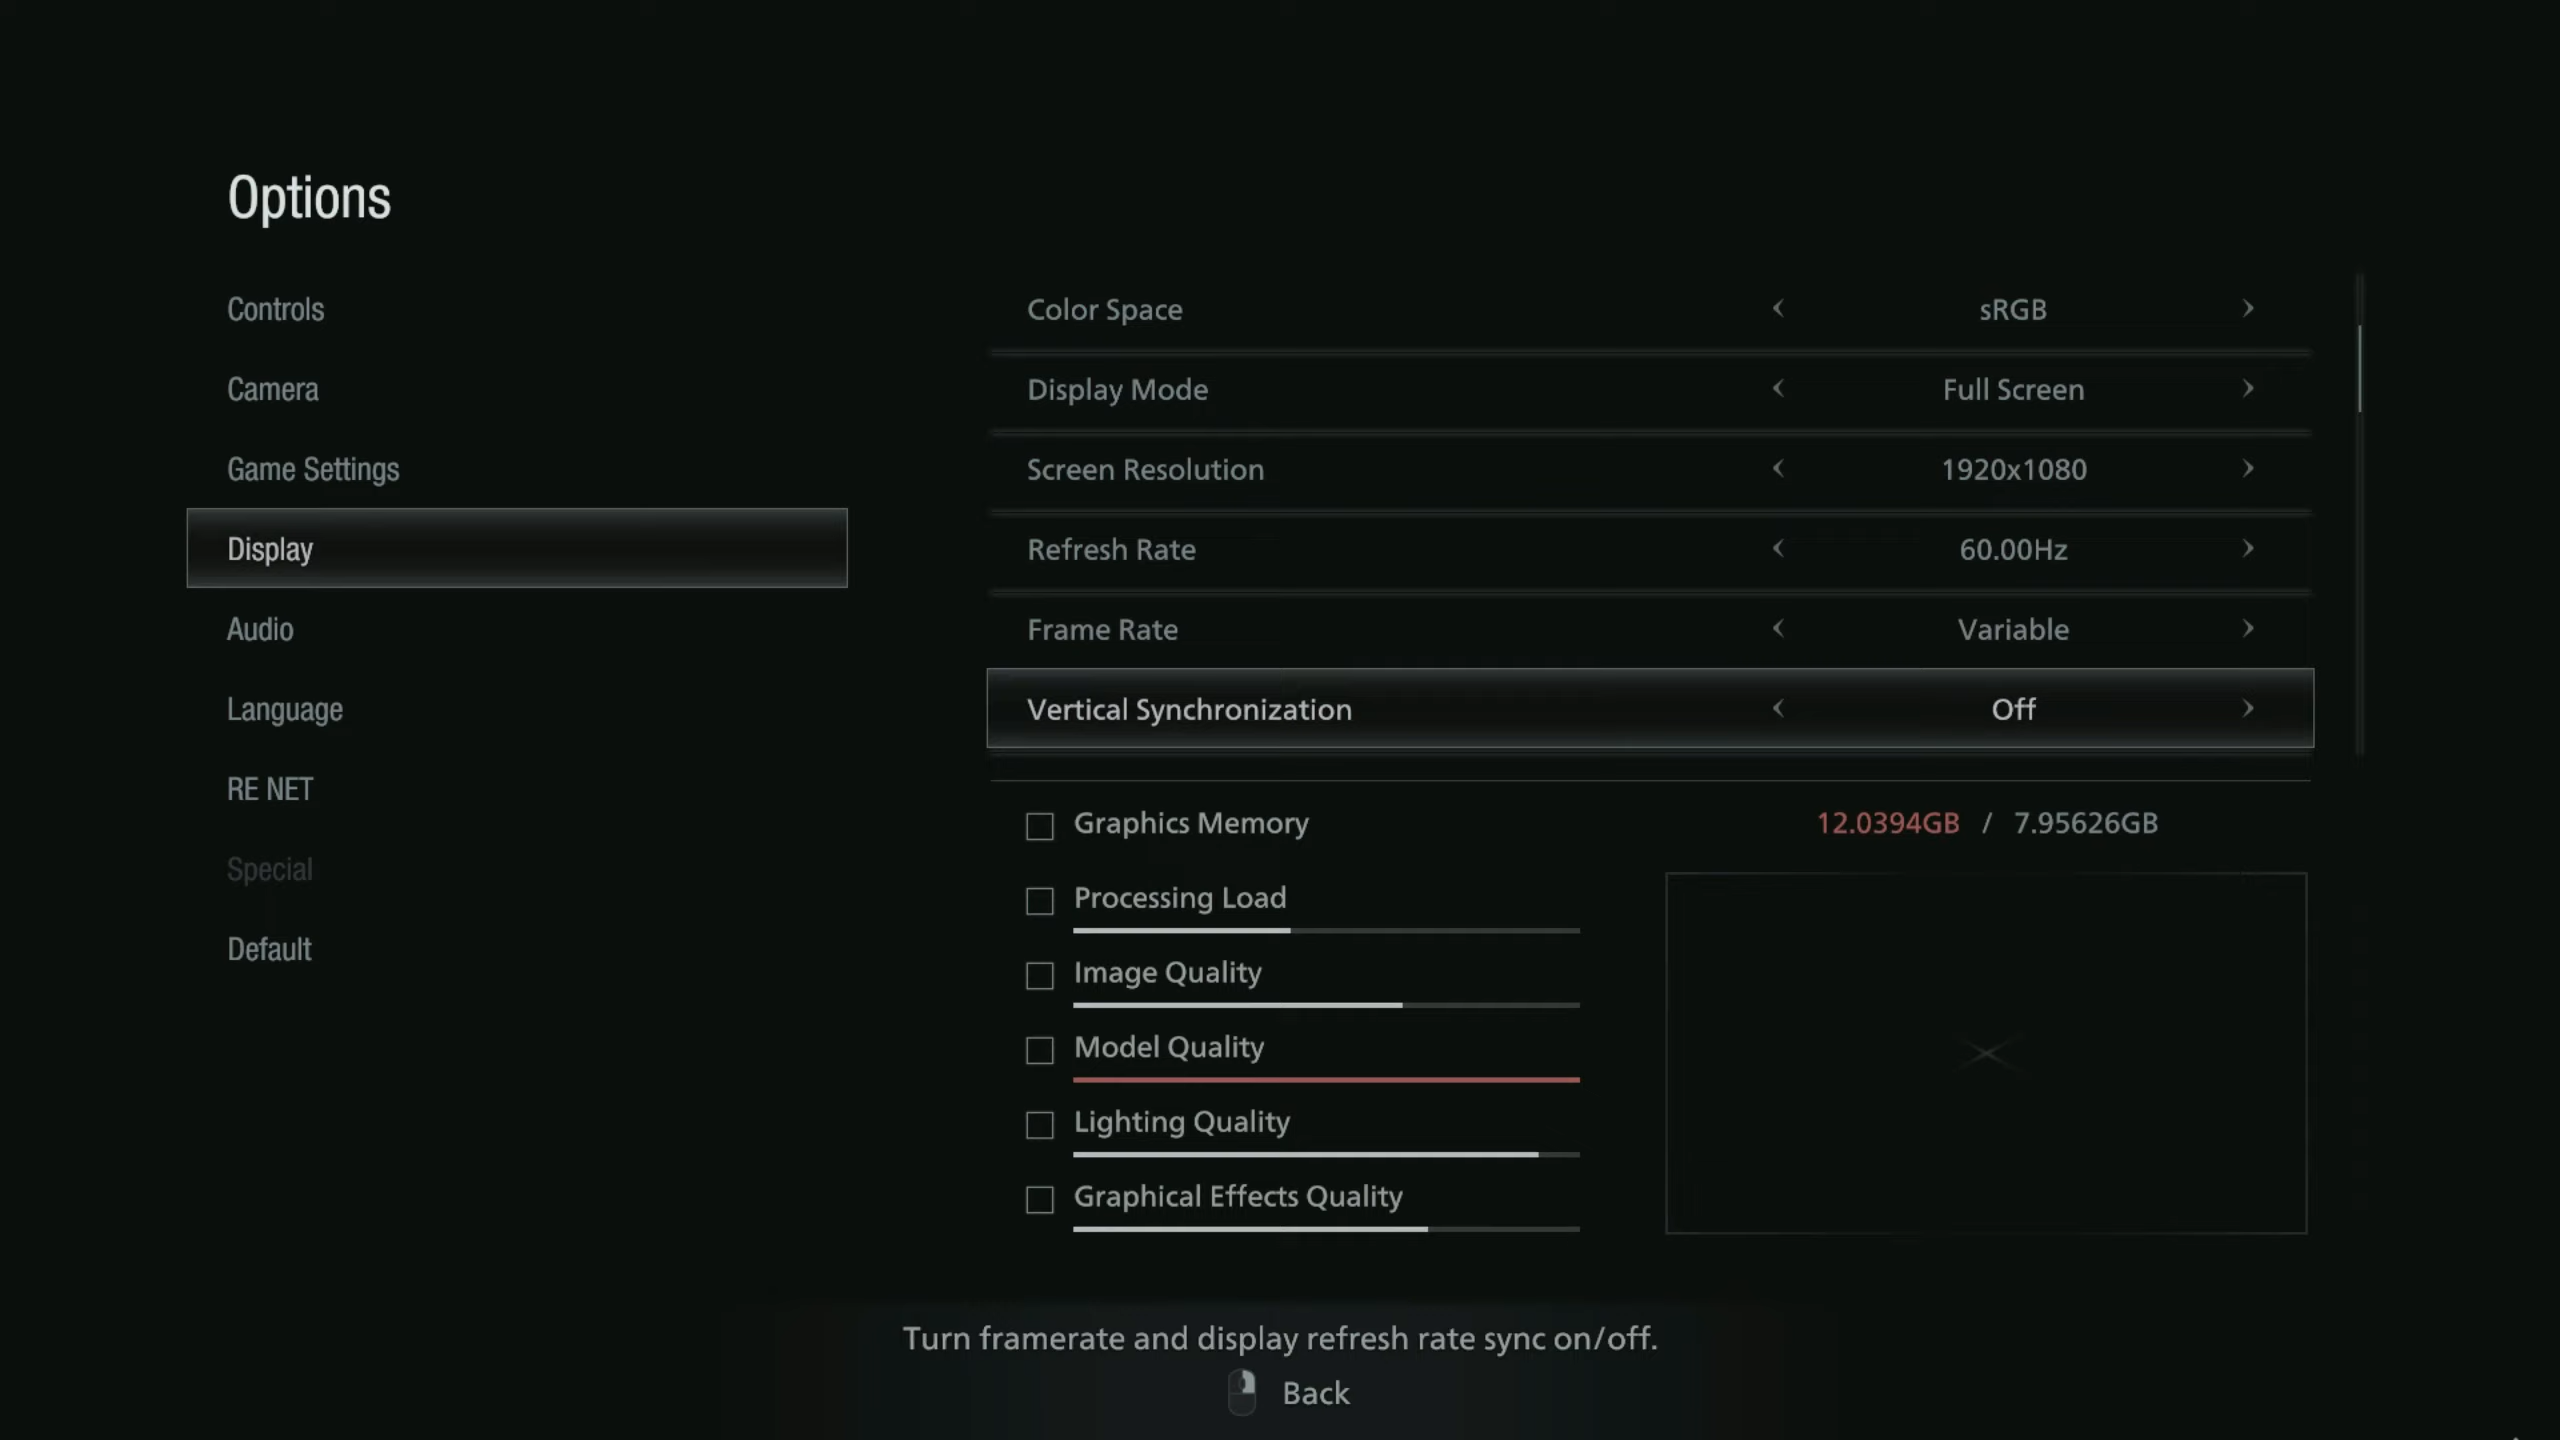 Options
Controls
Camera
Game Settings
Display
Audio
Language
RE NET
Special
Default
Color Space sRGB
Display Mode Full Screen
Screen Resolution 1920x1080
Refresh Rate 60.00Hz
Frame Rate Variable
Vertical Synchronization Off
Graphics Memory 12.0394GB / 7.95626GB
Processing Load
Image Quality
Model Quality
Lighting Quality
Graphical Effects Quality
Turn framerate and display refresh rate sync on/off.
Back